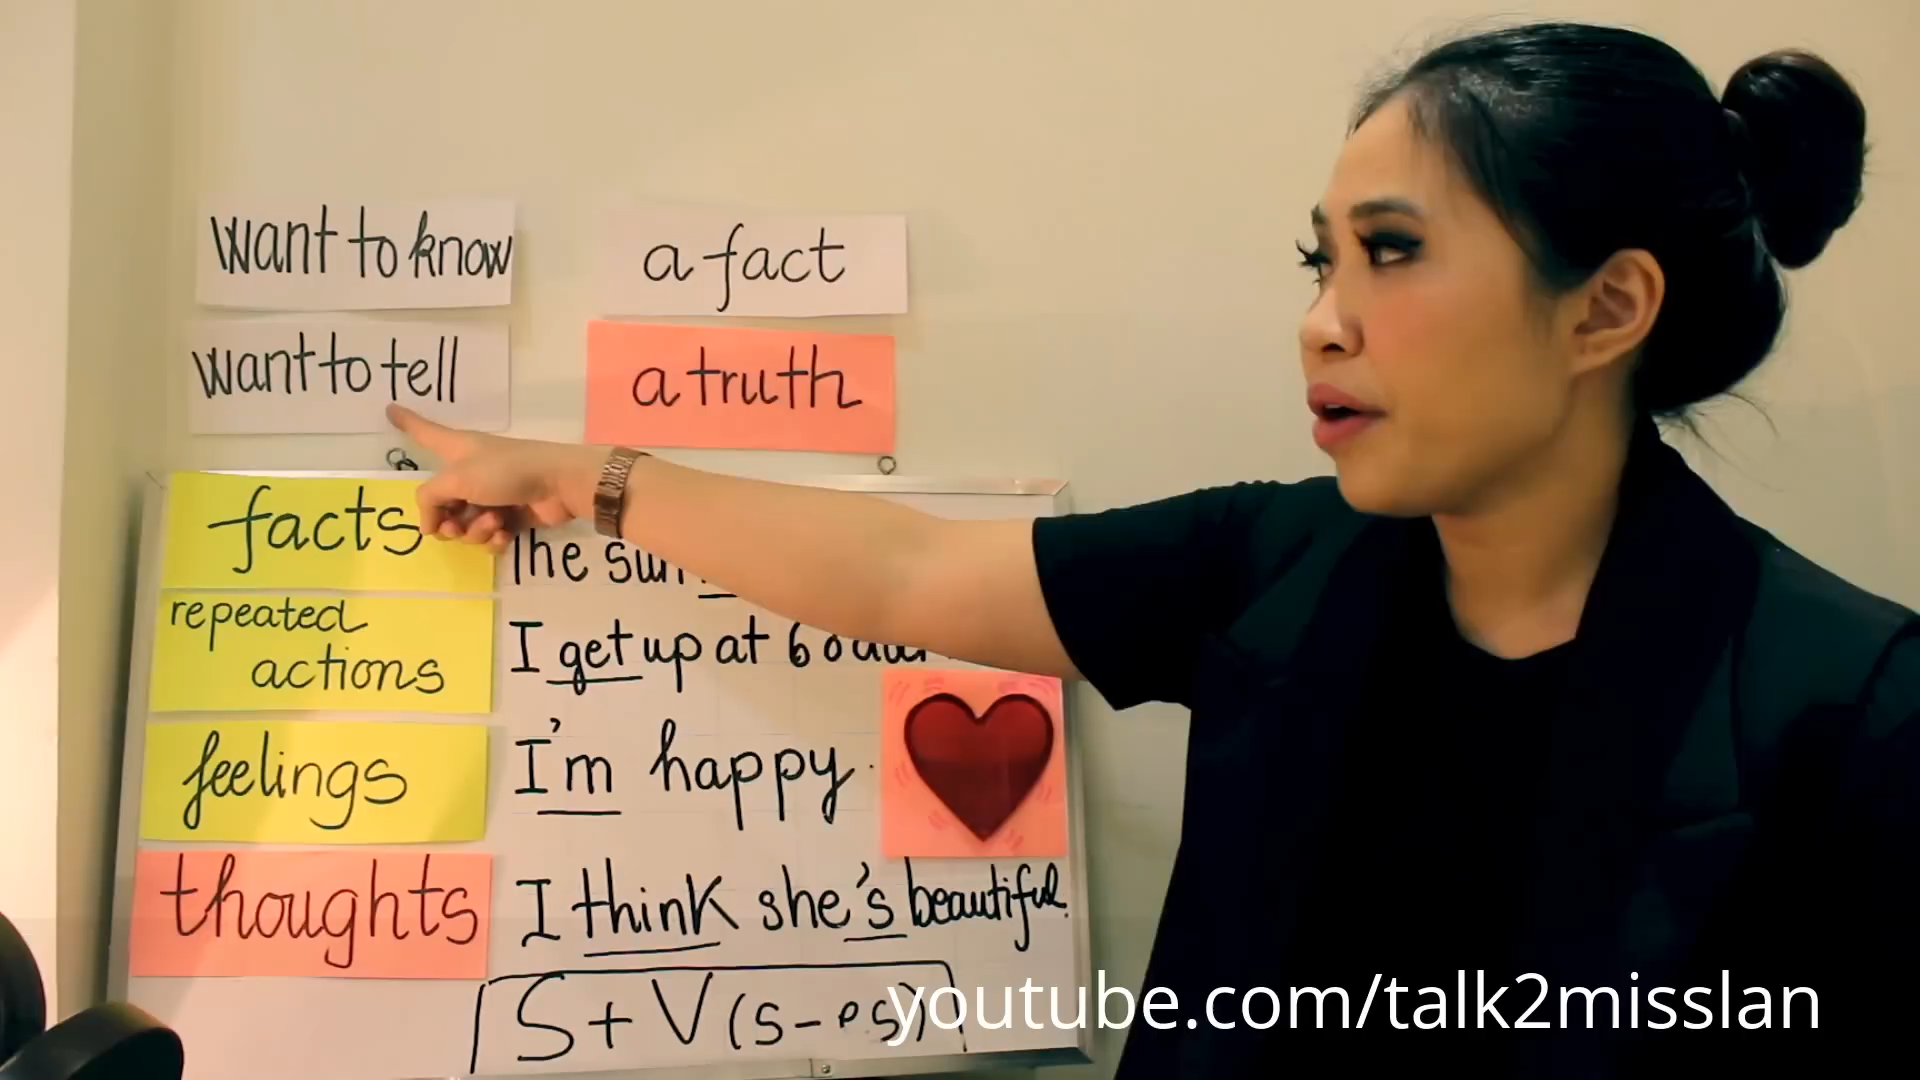 want to know
a fact
want to tell
a truth
facts
The sun
repeated
actions
I get up at 6
feelings
I'm happy.
thoughts
I think she's beautiful.
S + V (s - es)
youtube.com/talk2misslan